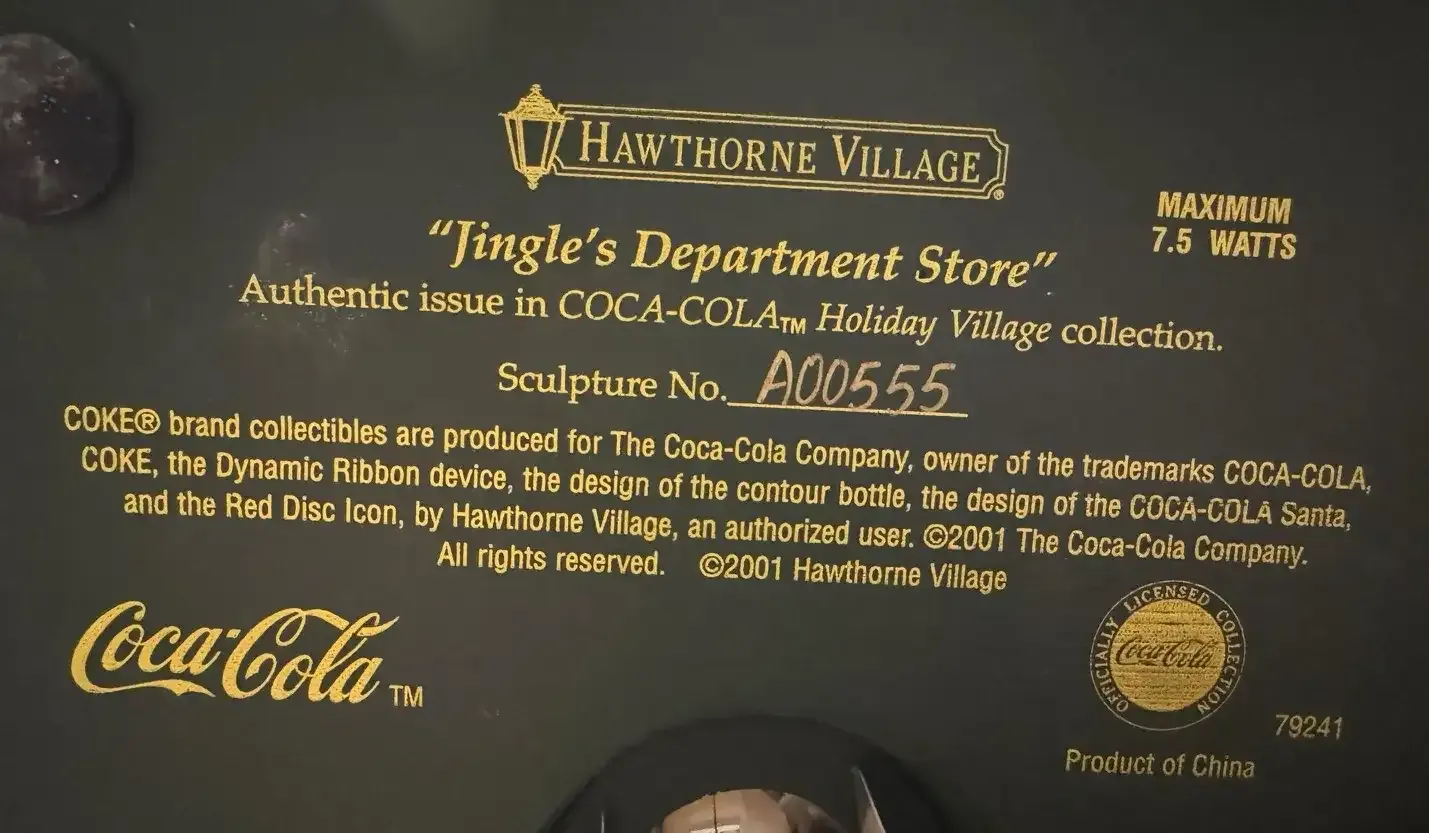 HAWTHORNE VILLAGE®
MAXIMUM
7.5 WATTS
"Jingle's Department Store"
Authentic issue in COCA-COLA™ Holiday Village collection.
Sculpture No. A00555
COKE® brand collectibles are produced for The Coca-Cola Company, owner of the trademarks COCA-COLA,
COKE, the Dynamic Ribbon device, the design of the contour bottle, the design of the COCA-COLA Santa,
and the Red Disc Icon, by Hawthorne Village, an authorized user. ©2001 The Coca-Cola Company.
All rights reserved. ©2001 Hawthorne Village
Coca-Cola TM
OFFICIALLY LICENSED COLLECTION
Coca-Cola
79241
Product of China